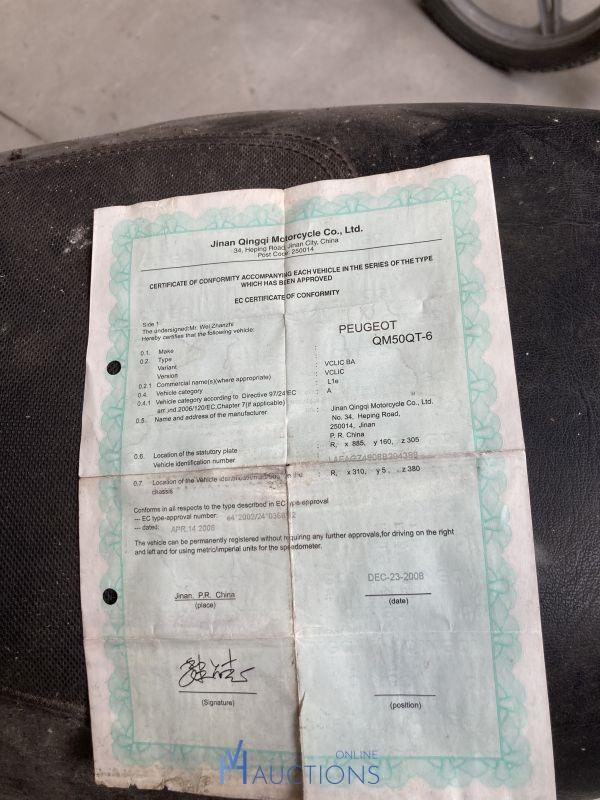 Jinan Qingqi Motorcycle Co., Ltd.
34, Heping Road, Jinan City, China
Post Code: 250014
CERTIFICATE OF CONFORMITY ACCOMPANYING EACH VEHICLE IN THE SERIES OF THE TYPE
WHICH HAS BEEN APPROVED
EC CERTIFICATE OF CONFORMITY
Side 1
The undersigned:Mr. Wei Zhanzhi
Hereby certifies that the following vehicle:
0.1. Make : PEUGEOT
0.2. Type : QM50QT-6
Variant : VCLIC BA
Version : VCLIC
0.2.1 Commercial name(s)(where appropriate)
0.4. Vehicle category : L1e
0.4.1 Vehicle category according to Directive 97/24/EC : A
and.2006/120/EC,Chapter 7(if applicable)
0.5. Name and address of the manufacturer : Jinan Qingqi Motorcycle Co., Ltd.
No. 34, Heping Road,
250014, Jinan
P. R. China
0.6. Location of the statutory plate : R, x 885, y 160, z 305
Vehicle identification number :
0.7. Location of the Vehicle identification on the : R, x 310, y 5, z 380
chassis
Conforms in all respects to the type described in EC type-approval
--- EC type-approval number:
--- dated: APR.14 2008
The vehicle can be permanently registered without requiring any further approvals,for driving on the right
and left and for using metric/imperial units for the speedometer.
Jinan, P.R. China
(place)
DEC-23-2008
(date)
(Signature)
(position)
ONLINE
AUCTIONS